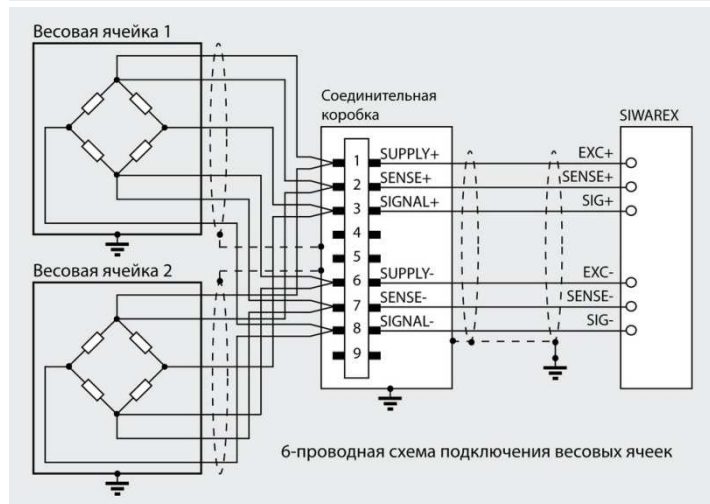 Весовая ячейка 1
Соединительная
коробка
SIWAREX
1 SUPPLY+ EXC+
2 SENSE+ SENSE+
3 SIGNAL+ SIG+
4
5
Весовая ячейка 2
6 SUPPLY- EXC-
7 SENSE- SENSE-
8 SIGNAL- SIG-
9
6-проводная схема подключения весовых ячеек